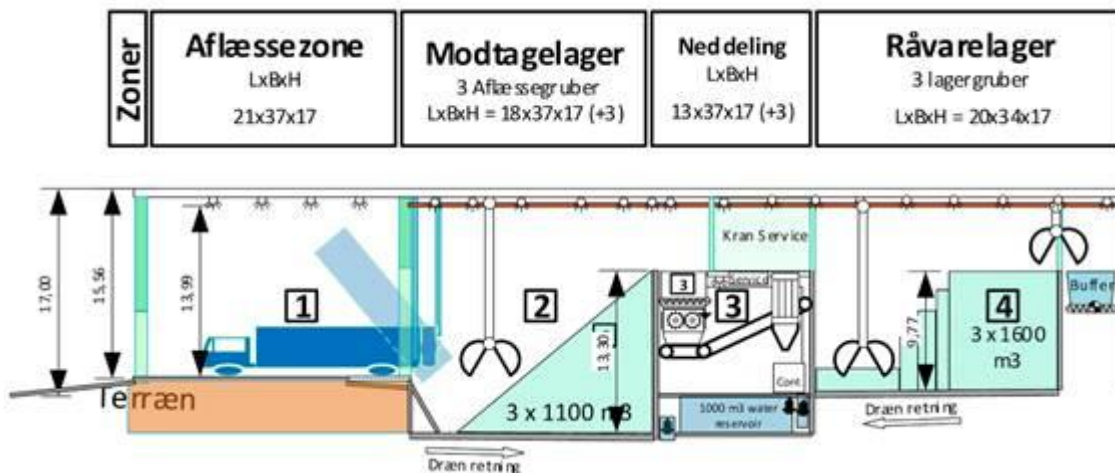 Zoner
Aflæssezone
LxBxH
21x37x17
Modtagelager
3 Aflæssegruber
LxBxH = 18x37x17 (+3)
Neddeling
LxBxH
13x37x17 (+3)
Råvarelager
3 lagergruber
LxBxH = 20x34x17
17,00
15,56
13,99
1
2
13,30
3 x 1100 m3
Kran Service
Service
3
3
Cont.
1000 m3 water
reservoir
9,77
4
3 x 1600
m3
Buffer
Terræn
Dræn retning
Dræn retning